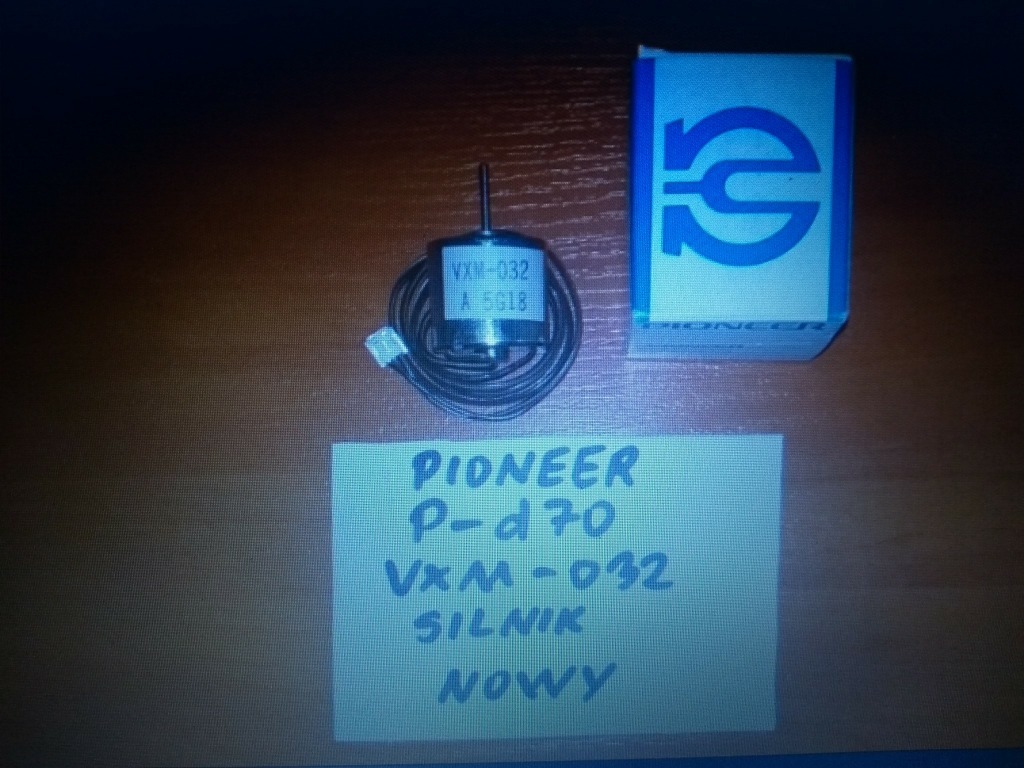 VXM-032
A 5G18
PIONEER
PIONEER
P-d70
VXM-032
SILNIK
NOWY